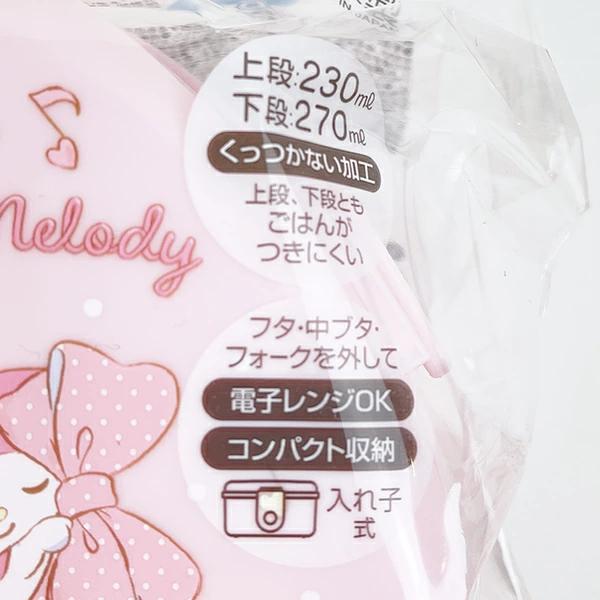 IN JAPAN
上段:230㎖
下段:270㎖
くっつかない加工
上段、下段とも
ごはんが
つきにくい
Melody
フタ・中ブタ・
フォークを外して
電子レンジOK
コンパクト収納
入れ子
式